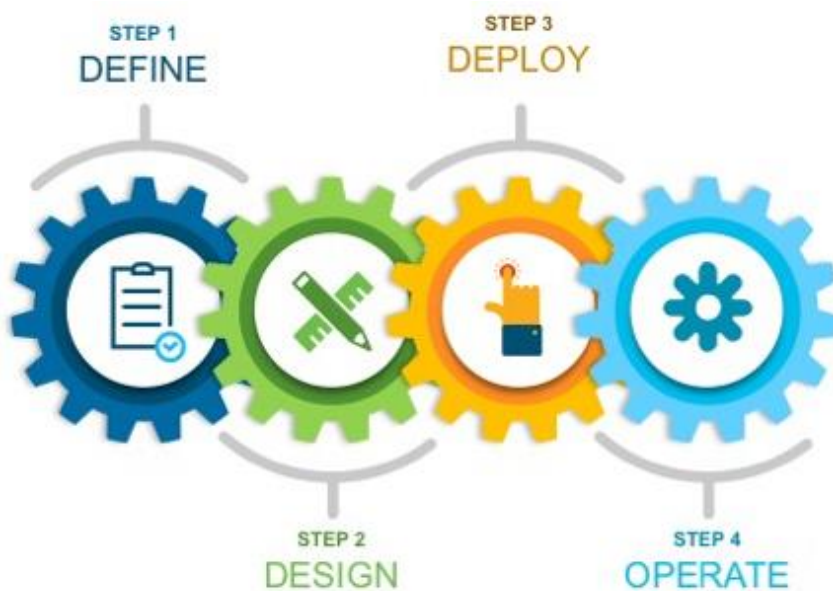 STEP 1
DEFINE
STEP 2
DESIGN
STEP 3
DEPLOY
STEP 4
OPERATE